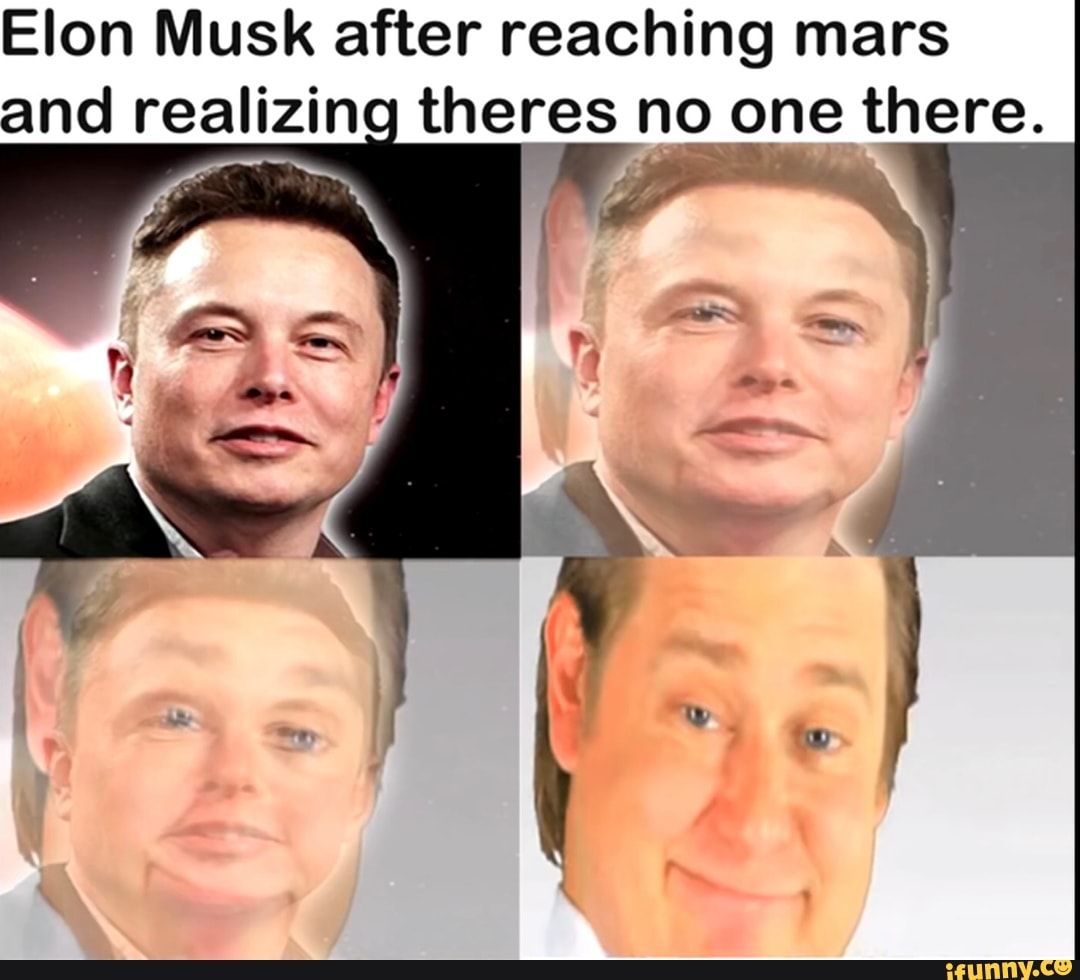 Elon Musk after reaching mars
and realizing theres no one there.
ifunny.co